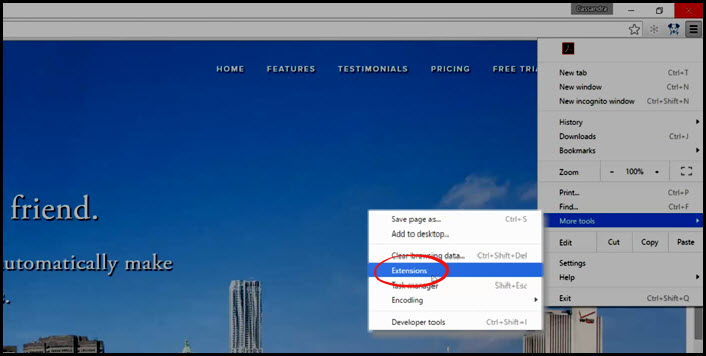 Cassandra
HOME FEATURES TESTIMONIALS PRICING FREE TRIA
friend.
automatically make
s.
New tab Ctrl+T
New window Ctrl+N
New incognito window Ctrl+Shift+N
History
Downloads Ctrl+J
Bookmarks
Zoom - 100% +
Print... Ctrl+P
Find... Ctrl+F
More tools
Edit Cut Copy Paste
Settings
Help
Exit Ctrl+Shift+Q
Save page as... Ctrl+S
Add to desktop...
Clear browsing data... Ctrl+Shift+Del
Extensions
Task manager Shift+Esc
Encoding
Developer tools Ctrl+Shift+I